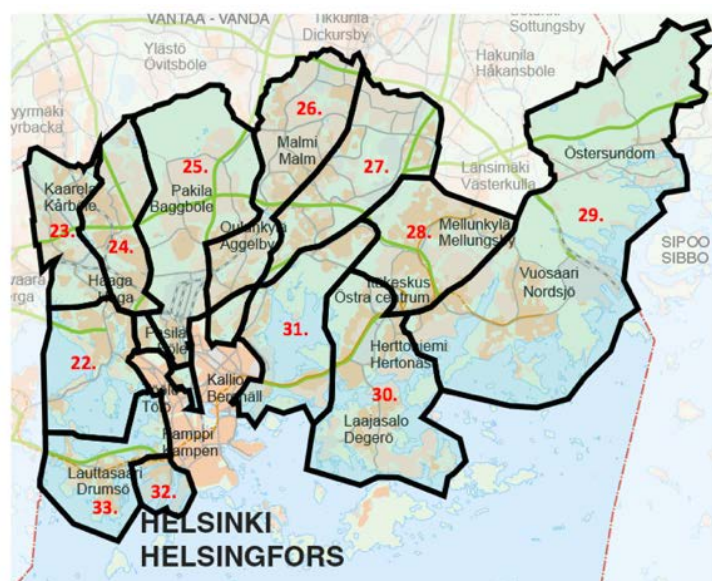 VANTAA - VANDA
Tikkurila
Dickursby
Sottungsby
Ylästö
Övitsböle
Hakunila
Håkansböle
26.
Malmi
Malm
25.
27.
Länsimäki
Västerkulla
Östersundom
Kaarela
Kårböle
23.
Pakila
Baggböle
24.
Oulunkylä
Åggelby
28.
Mellunkylä
Mellungsby
29.
SIPOO
SIBBO
Haaga
Haga
Itäkeskus
Östra centrum
Vuosaari
Nordsjö
31.
22.
Pasila
Herttoniemi
Hertonäs
Kallio
Berghäll
30.
Laajasalo
Degerö
Kamppi
Kampen
Lauttasaari
Drumsö
33.
32.
HELSINKI
HELSINGFORS